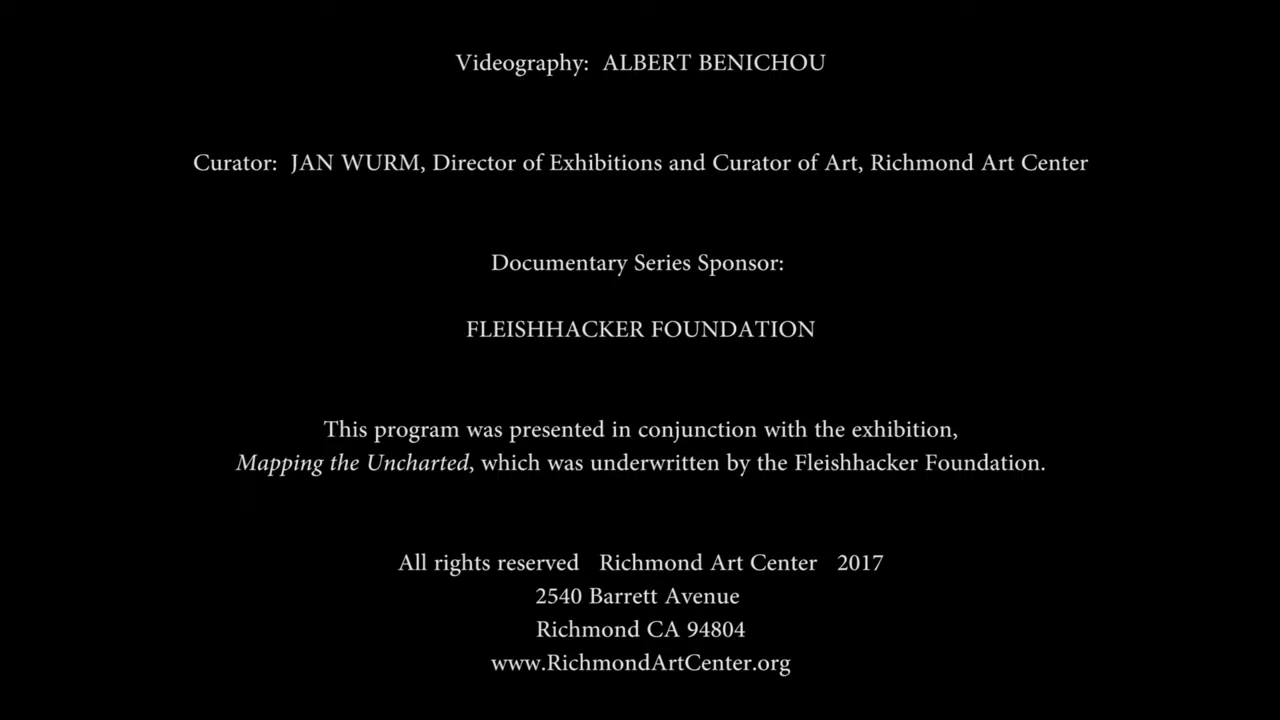 Videography: ALBERT BENICHOU
Curator: JAN WURM, Director of Exhibitions and Curator of Art, Richmond Art Center
Documentary Series Sponsor:
FLEISHHACKER FOUNDATION
This program was presented in conjunction with the exhibition,
Mapping the Uncharted, which was underwritten by the Fleishhacker Foundation.
All rights reserved Richmond Art Center 2017
2540 Barrett Avenue
Richmond CA 94804
www.RichmondArtCenter.org